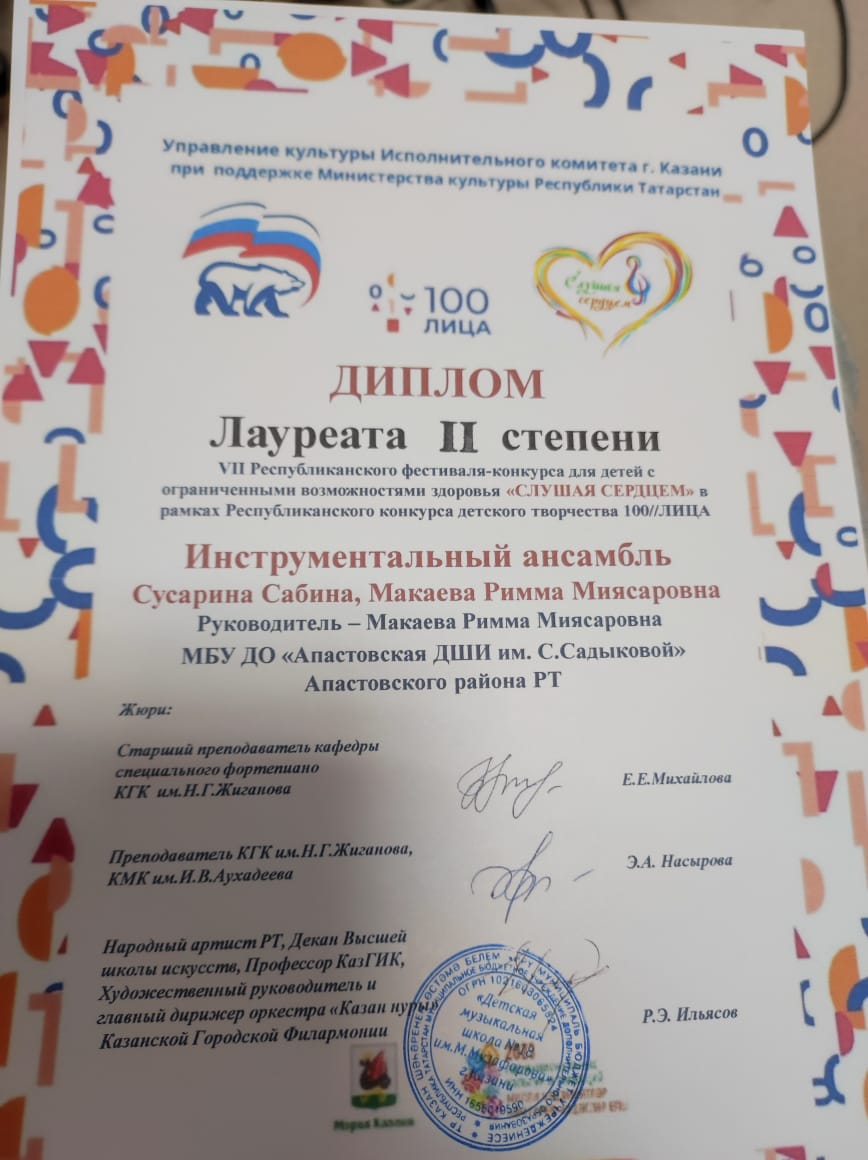 Управление культуры Исполнительного комитета г. Казани
при поддержке Министерства культуры Республики Татарстан
100
ЛИЦА
Слушая
сердцем
ДИПЛОМ
Лауреата II степени
VII Республиканского фестиваля-конкурса для детей с
ограниченными возможностями здоровья «СЛУШАЯ СЕРДЦЕМ» в
рамках Республиканского конкурса детского творчества 100//ЛИЦА
Инструментальный ансамбль
Сусарина Сабина, Макаева Римма Миясаровна
Руководитель – Макаева Римма Миясаровна
МБУ ДО «Апастовская ДШИ им. С.Садыковой»
Апастовского района РТ
Жюри:
Старший преподаватель кафедры
специального фортепиано
КГК им.Н.Г.Жиганова
Е.Е.Михайлова
Преподаватель КГК им.Н.Г.Жиганова,
КМК им.И.В.Аухадеева
Э.А. Насырова
Народный артист РТ, Декан Высшей
школы искусств, Профессор КазГИК,
Художественный руководитель и
главный дирижер оркестра «Казан нуры»
Казанской Городской Филармонии
Р.Э. Ильясов
«Детская
музыкальная
школа
им.М.Музафарова»
г.Казани
Мэрия Казани